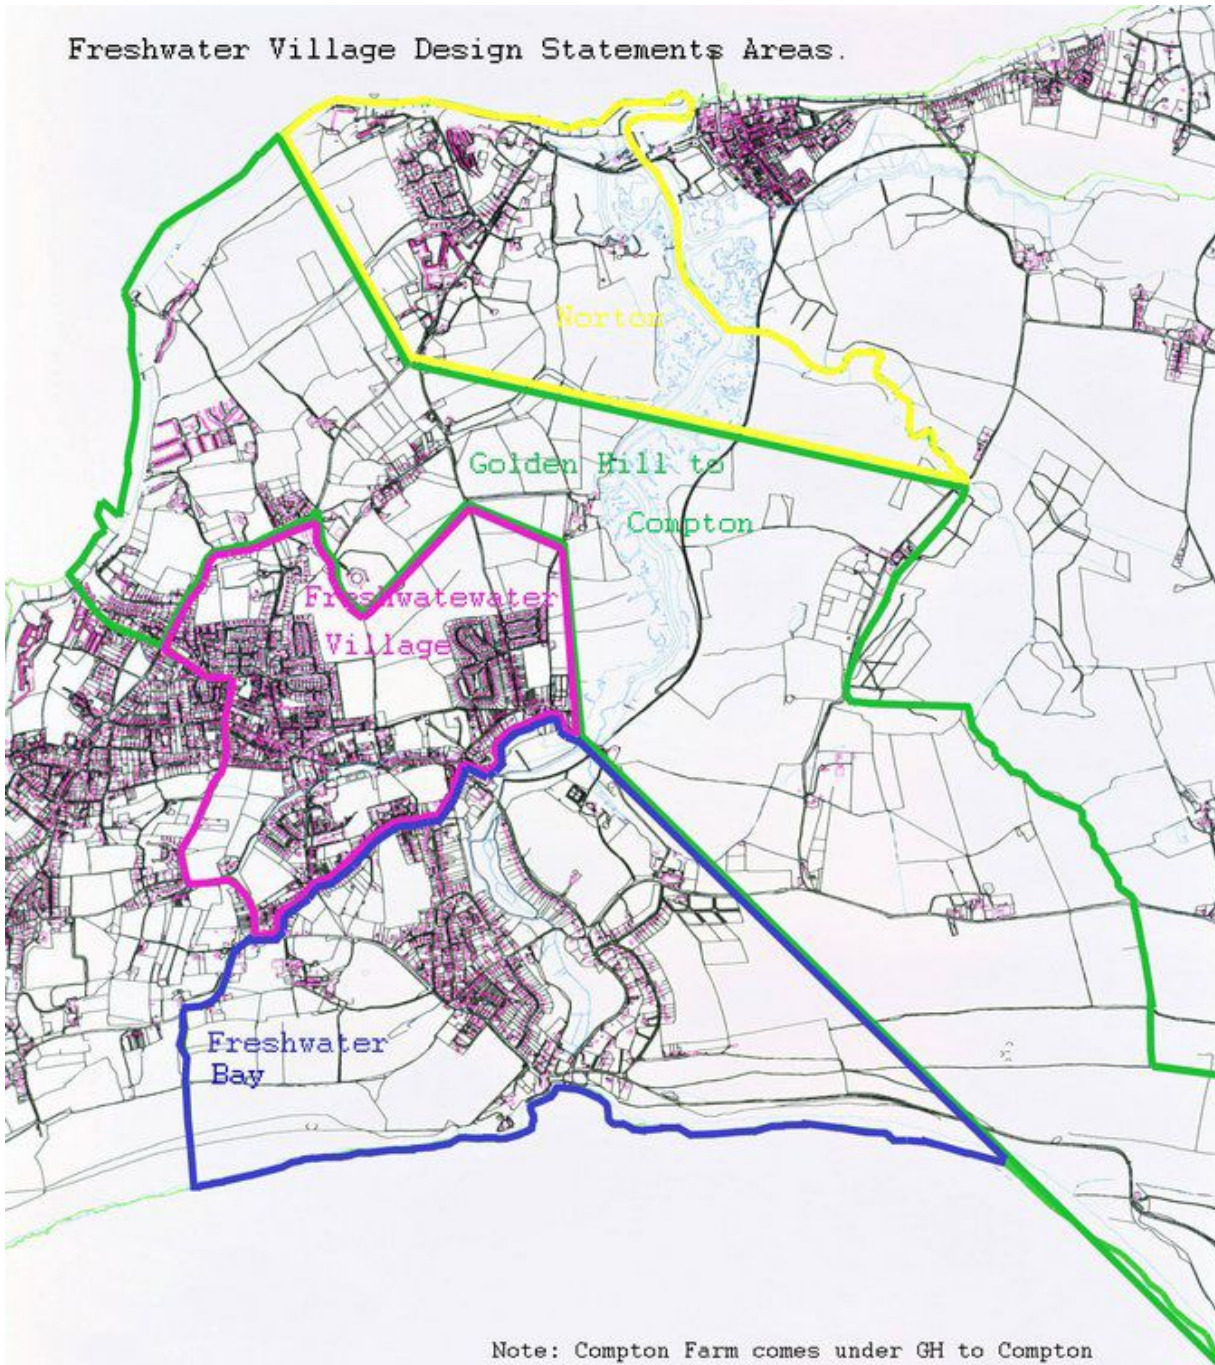 Freshwater Village Design Statements Areas.
Norton
Golden Hill to
Compton
Freshwatewater
Village
Freshwater
Bay
Note: Compton Farm comes under GH to Compton